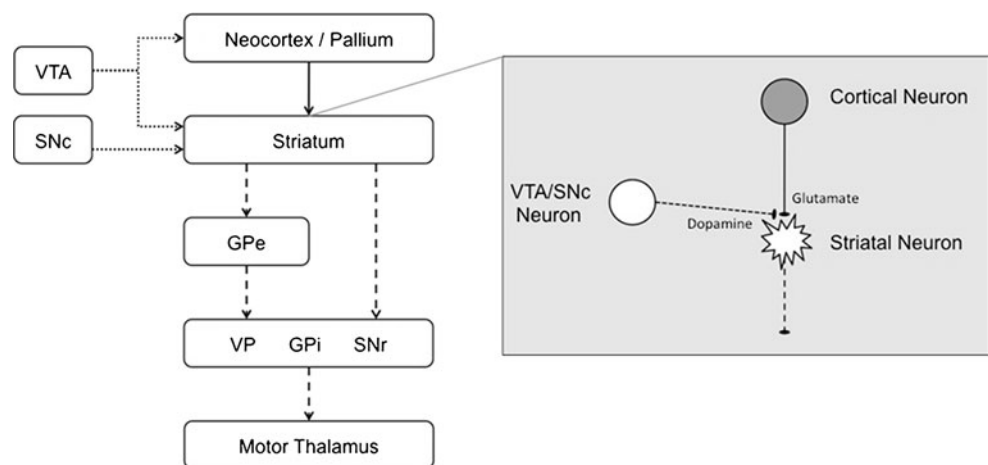 Neocortex / Pallium
VTA
SNc
Striatum
GPe
VP GPi SNr
Motor Thalamus
Cortical Neuron
VTA/SNc
Neuron
Glutamate
Dopamine
Striatal Neuron